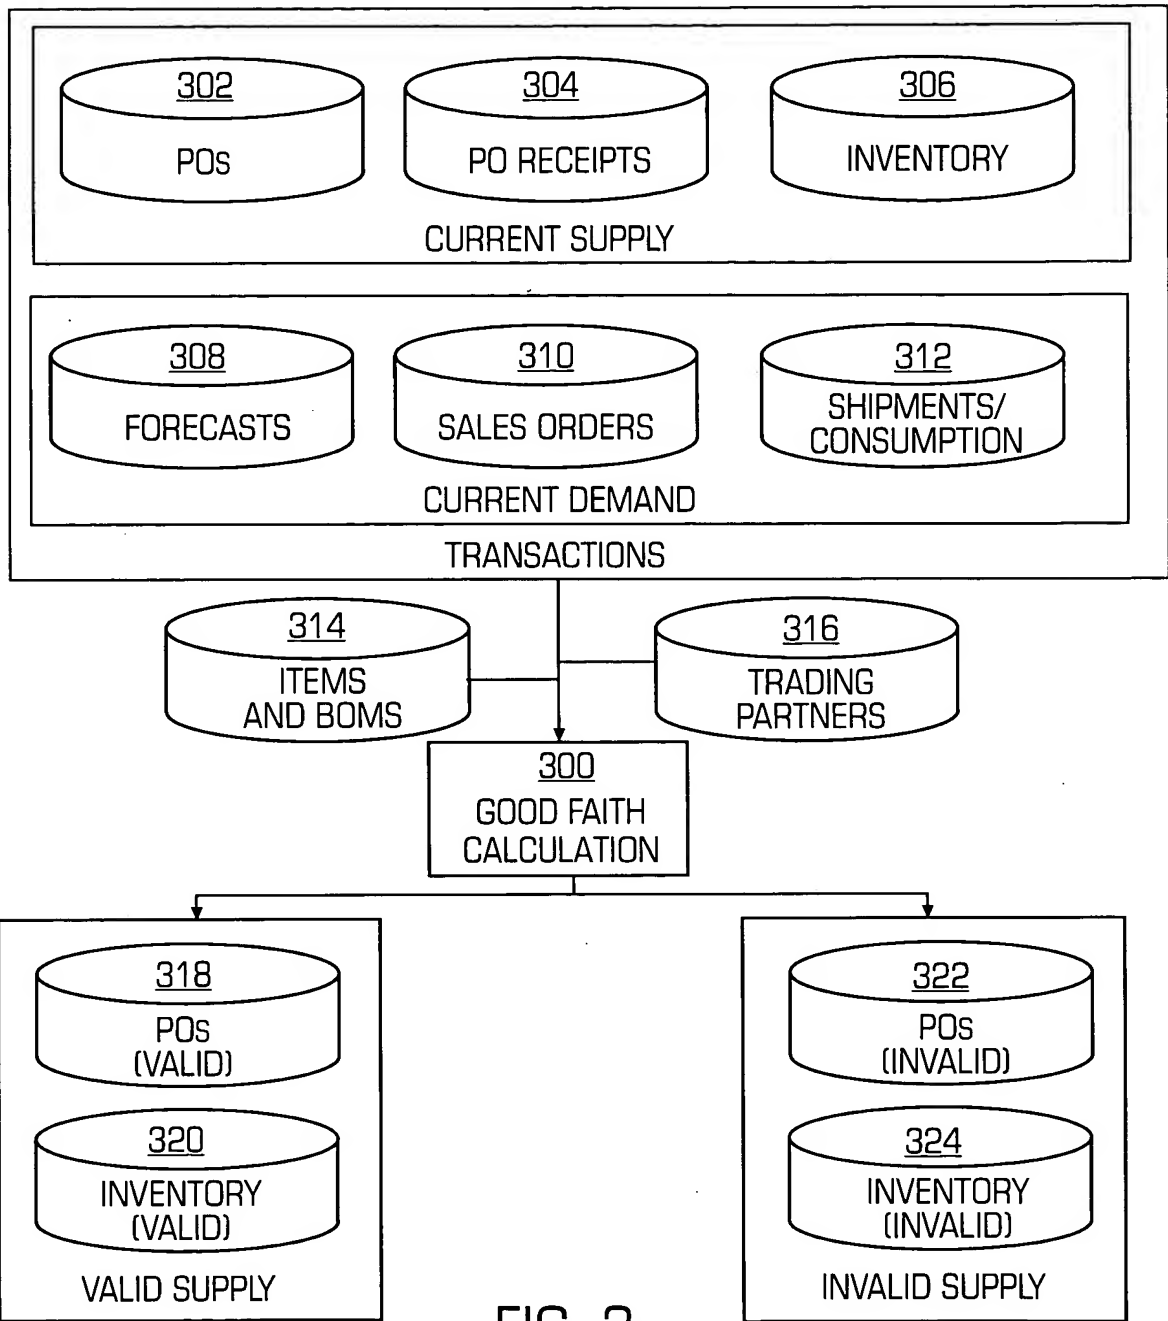 302
POs
304
PO RECEIPTS
306
INVENTORY
CURRENT SUPPLY
308
FORECASTS
310
SALES ORDERS
312
SHIPMENTS/
CONSUMPTION
CURRENT DEMAND
TRANSACTIONS
314
ITEMS
AND BOMS
316
TRADING
PARTNERS
300
GOOD FAITH
CALCULATION
318
POs
(VALID)
320
INVENTORY
(VALID)
VALID SUPPLY
322
POs
(INVALID)
324
INVENTORY
(INVALID)
INVALID SUPPLY